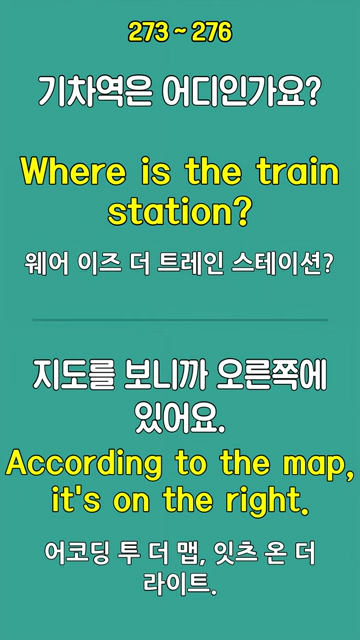 273 ~ 276
기차역은 어디인가요?
Where is the train
station?
웨어 이즈 더 트레인 스테이션?
지도를 보니까 오른쪽에
있어요.
According to the map,
it's on the right.
어코딩 투 더 맵, 잇츠 온 더
라이트.